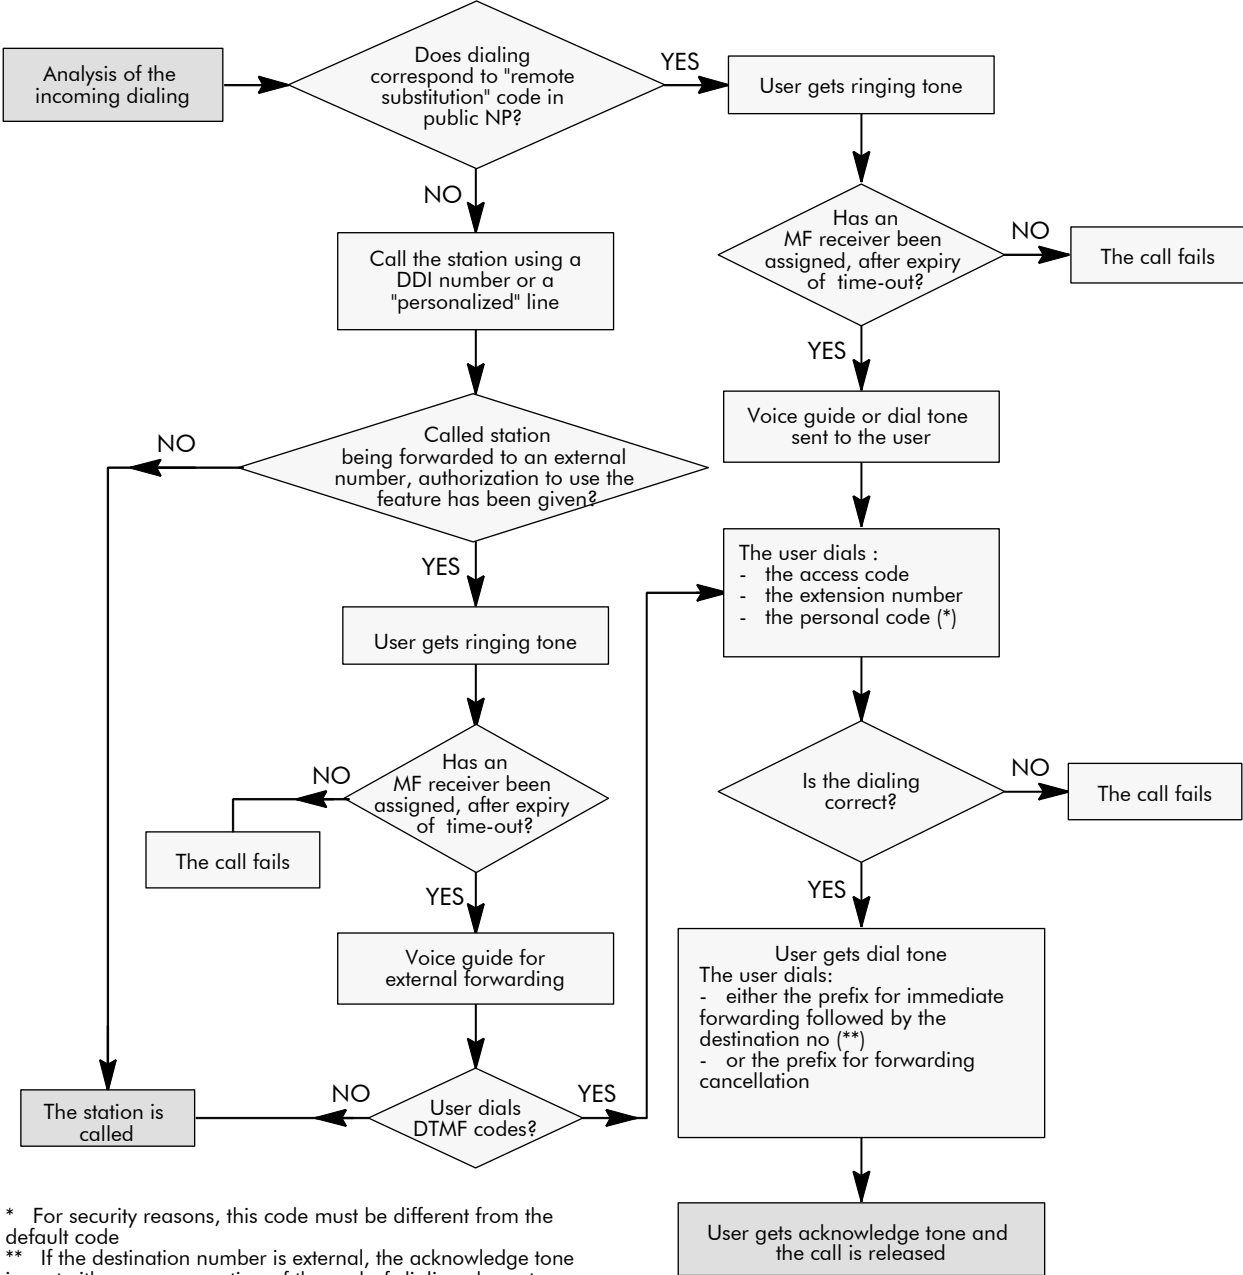 Analysis of the
incoming dialing
Does dialing
correspond to "remote
substitution" code in
public NP?
YES
User gets ringing tone
NO
Call the station using a
DDI number or a
"personalized" line
Has an
MF receiver been
assigned, after expiry
of time-out?
NO
The call fails
YES
Voice guide or dial tone
sent to the user
NO
Called station
being forwarded to an external
number, authorization to use the
feature has been given?
YES
The user dials :
- the access code
- the extension number
- the personal code (*)
User gets ringing tone
Has an
MF receiver been
assigned, after expiry
of time-out?
NO
The call fails
Is the dialing
correct?
NO
The call fails
YES
YES
Voice guide for
external forwarding
User gets dial tone
The user dials:
- either the prefix for immediate
forwarding followed by the
destination no (**)
- or the prefix for forwarding
cancellation
User dials
DTMF codes?
NO
YES
The station is
called
User gets acknowledge tone and
the call is released
* For security reasons, this code must be different from the
default code
** If the destination number is external, the acknowledge tone